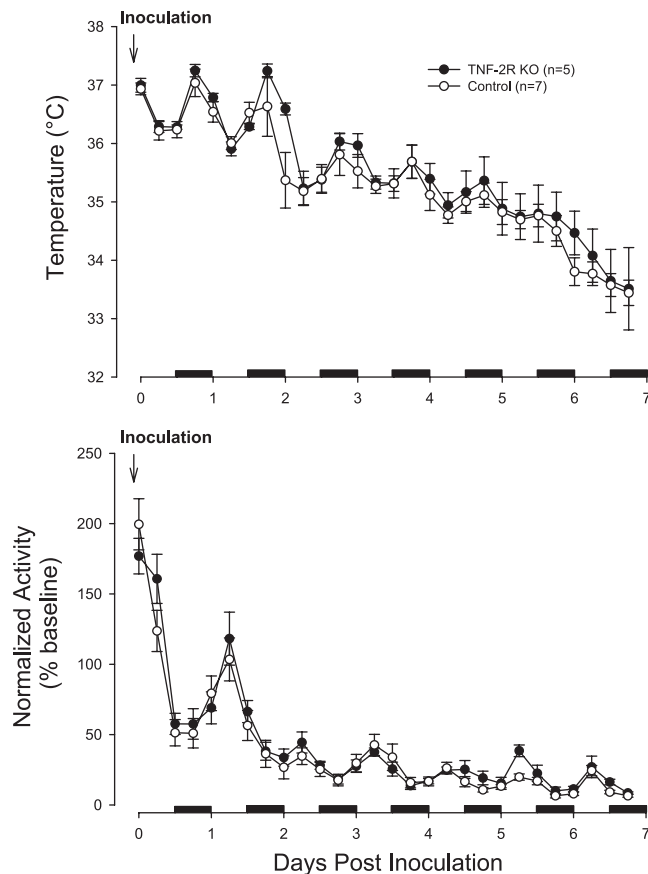 Inoculation
38
37
36
35
34
33
32
Temperature (°C)
TNF-2R KO (n=5)
Control (n=7)
0 1 2 3 4 5 6 7
Inoculation
250
200
150
100
50
0
Normalized Activity
(% baseline)
0 1 2 3 4 5 6 7
Days Post Inoculation